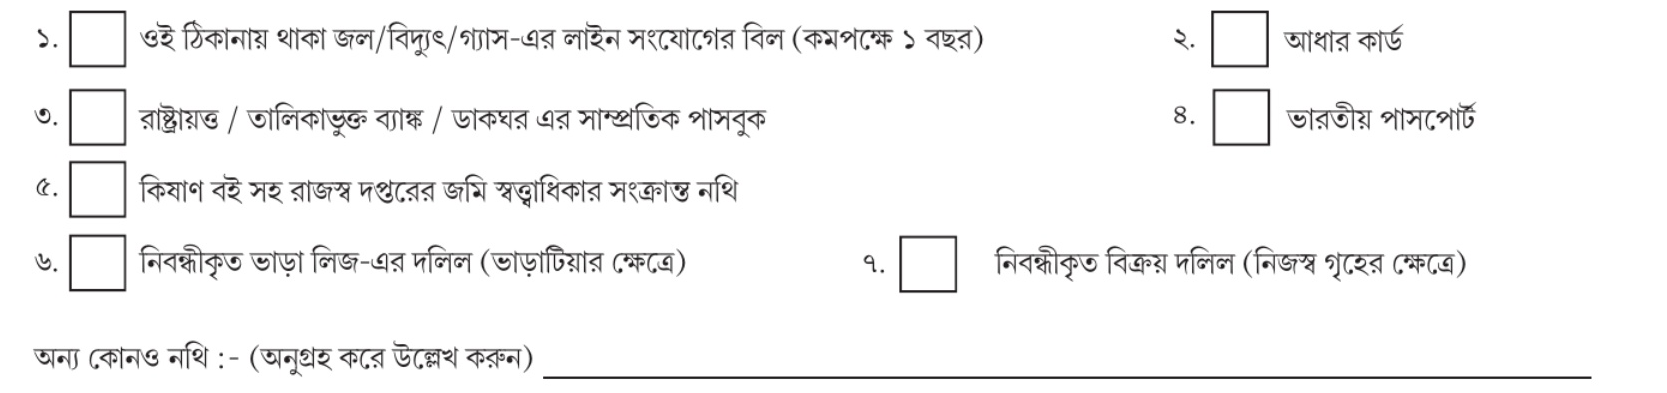 ১. ওই ঠিকানায় থাকা জল/বিদ্যুৎ/গ্যাস-এর লাইন সংযোগের বিল (কমপক্ষে ১ বছর) ২. আধার কার্ড
৩. রাষ্ট্রায়ত্ত / তালিকাভুক্ত ব্যাঙ্ক / ডাকঘর এর সাম্প্রতিক পাসবুক ৪. ভারতীয় পাসপোর্ট
৫. কিষাণ বই সহ রাজস্ব দপ্তরের জমি স্বত্ত্বাধিকার সংক্রান্ত নথি
৬. নিবন্ধীকৃত ভাড়া লিজ-এর দলিল (ভাড়াটিয়ার ক্ষেত্রে) ৭. নিবন্ধীকৃত বিক্রয় দলিল (নিজস্ব গৃহের ক্ষেত্রে)
অন্য কোনও নথি :- (অনুগ্রহ করে উল্লেখ করুন)